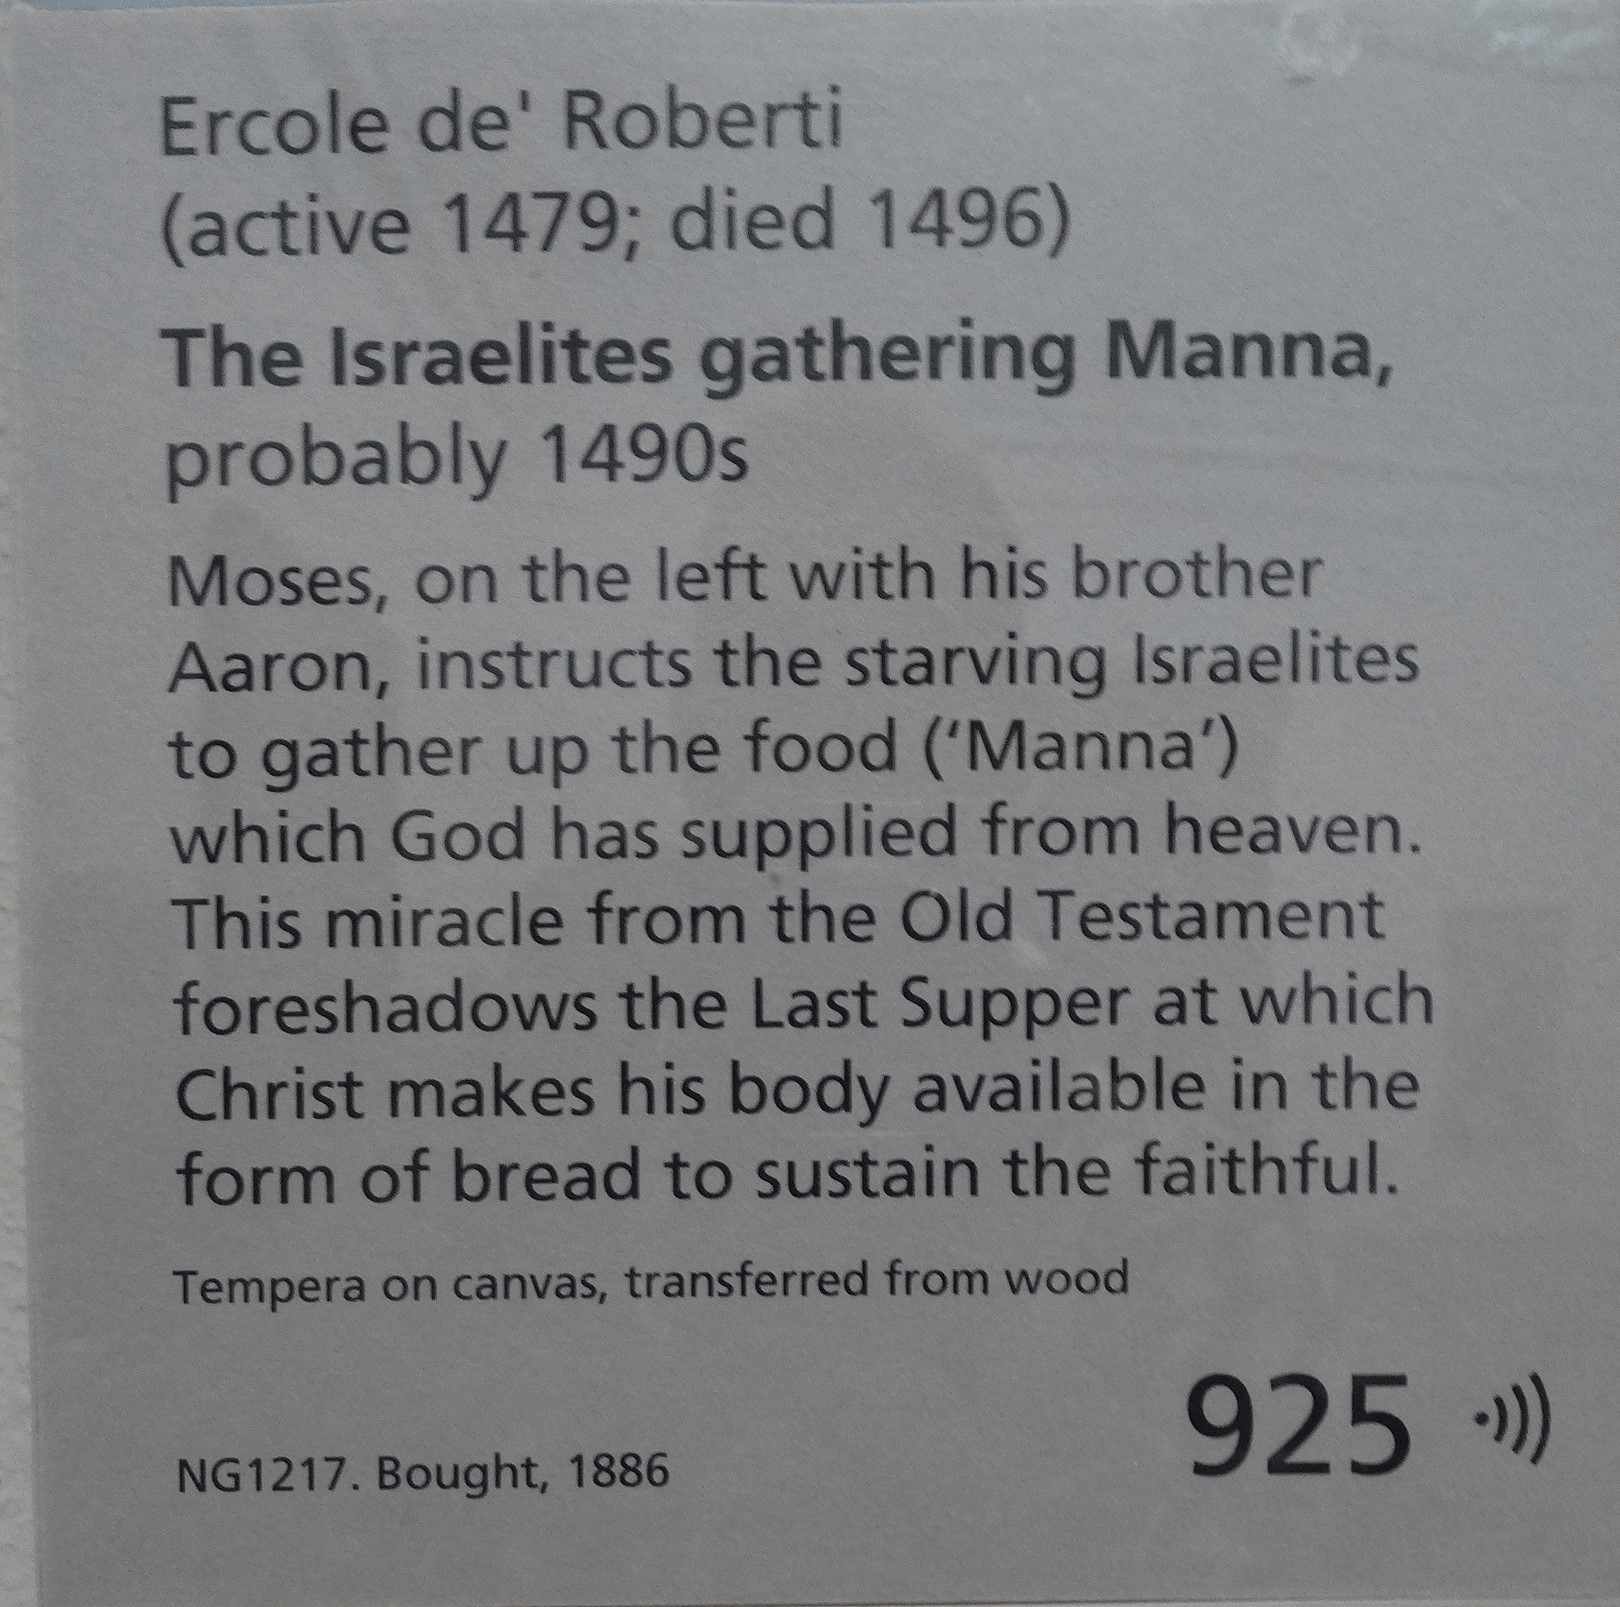 Ercole de' Roberti
(active 1479; died 1496)
The Israelites gathering Manna,
probably 1490s
Moses, on the left with his brother
Aaron, instructs the starving Israelites
to gather up the food (‘Manna’)
which God has supplied from heaven.
This miracle from the Old Testament
foreshadows the Last Supper at which
Christ makes his body available in the
form of bread to sustain the faithful.
Tempera on canvas, transferred from wood
925
NG1217. Bought, 1886